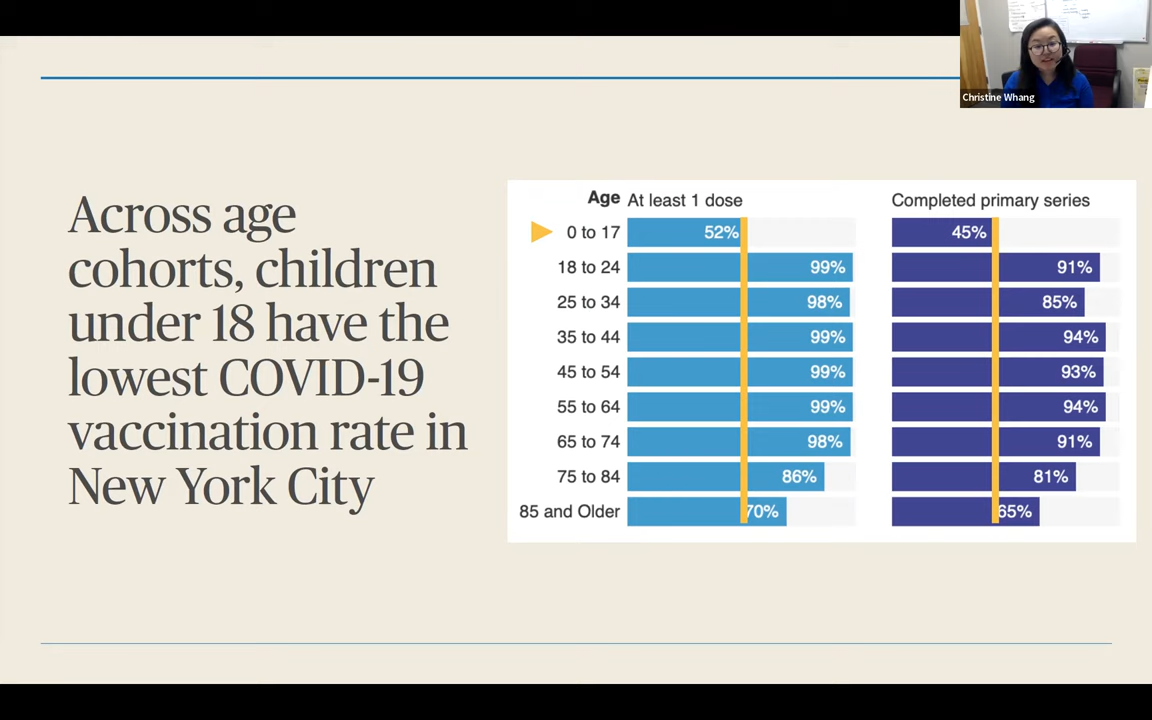 Christine Whang
Across age
cohorts, children
under 18 have the
lowest COVID-19
vaccination rate in
New York City
Age At least 1 dose Completed primary series
0 to 17 52% 45%
18 to 24 99% 91%
25 to 34 98% 85%
35 to 44 99% 94%
45 to 54 99% 93%
55 to 64 99% 94%
65 to 74 98% 91%
75 to 84 86% 81%
85 and Older 70% 65%